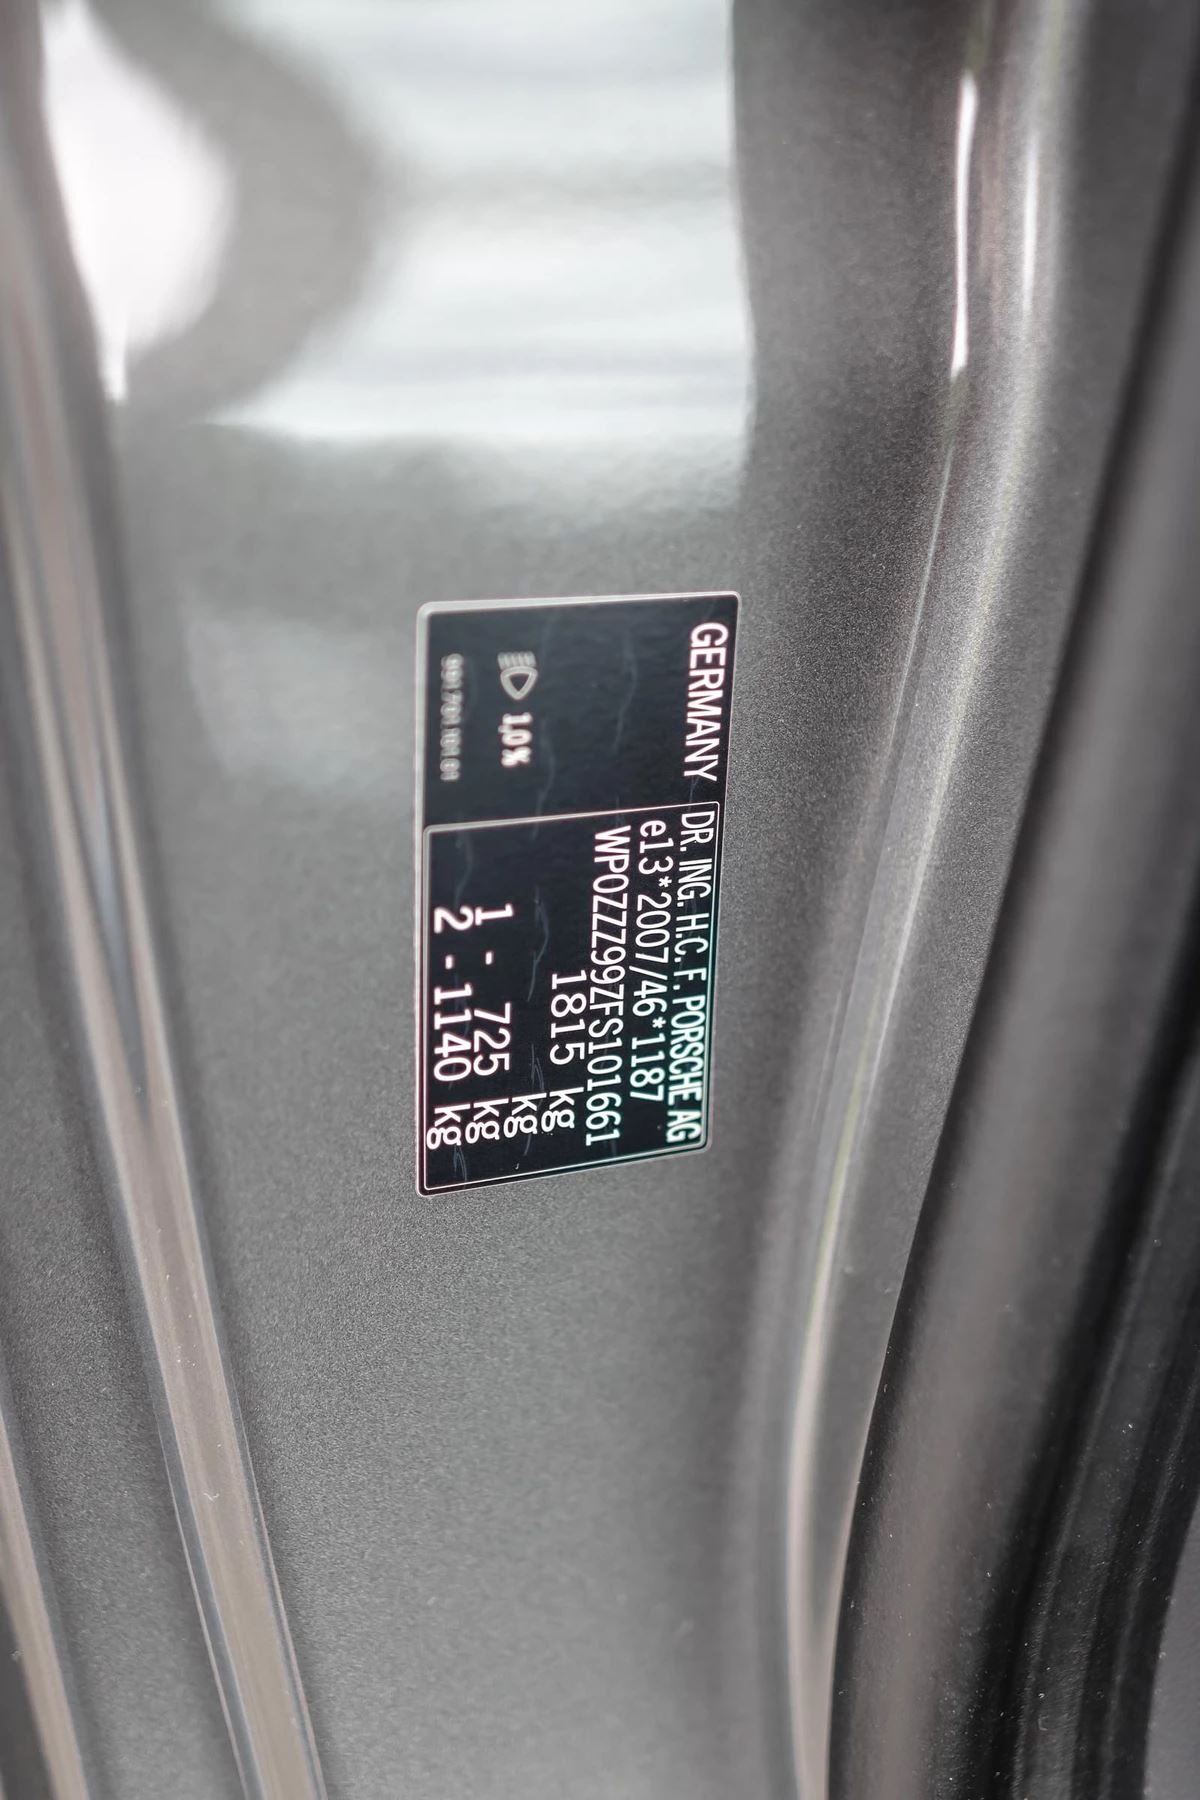 GERMANY
1,0%
DR. ING. H.C. F. PORSCHE AG
e13*2007/46*1187
WP0ZZZ99ZFS101661
1815 kg
kg
1 - 725 kg
2 - 1140 kg